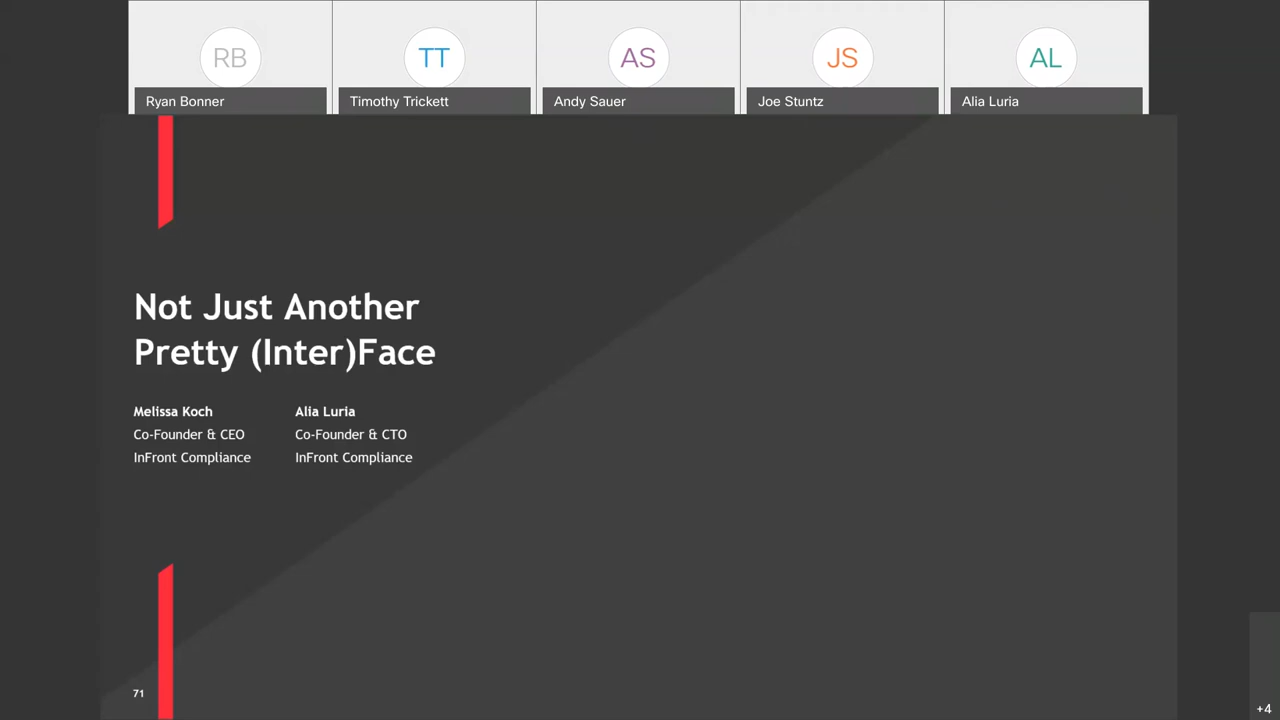 RB
TT
AS
JS
AL
Ryan Bonner
Timothy Trickett
Andy Sauer
Joe Stuntz
Alia Luria
Not Just Another
Pretty (Inter)Face
Melissa Koch
Co-Founder & CEO
InFront Compliance
Alia Luria
Co-Founder & CTO
InFront Compliance
71
+4